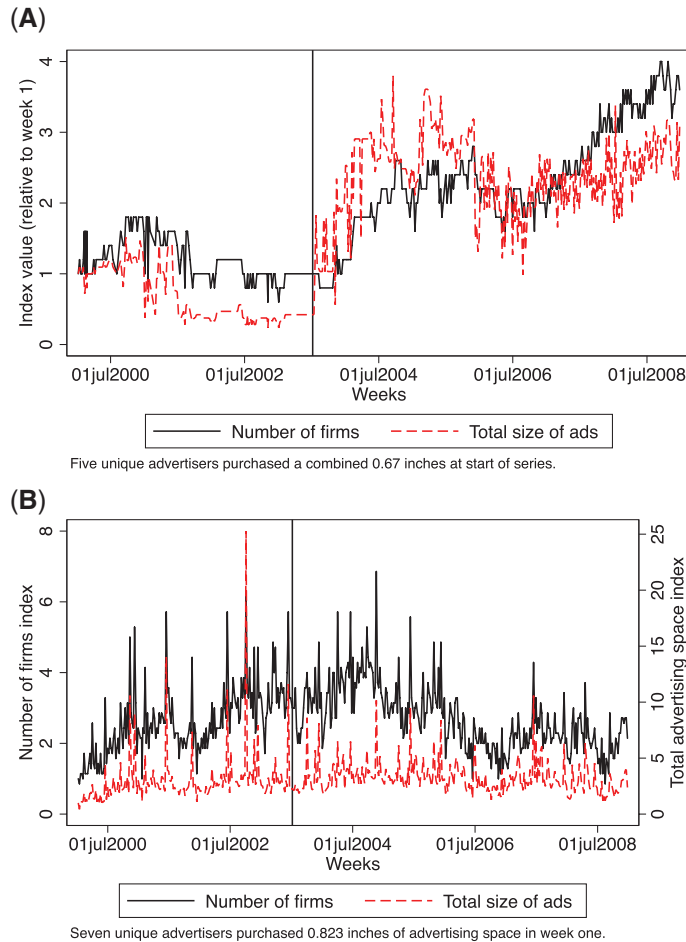 (A)
Index value (relative to week 1)
4
3
2
1
0
01jul2000 01jul2002 01jul2004 01jul2006 01jul2008
Weeks
Number of firms Total size of ads
Five unique advertisers purchased a combined 0.67 inches at start of series.
(B)
Number of firms index
8
6
4
2
0
Total advertising space index
25
20
15
10
5
0
01jul2000 01jul2002 01jul2004 01jul2006 01jul2008
Weeks
Number of firms Total size of ads
Seven unique advertisers purchased 0.823 inches of advertising space in week one.